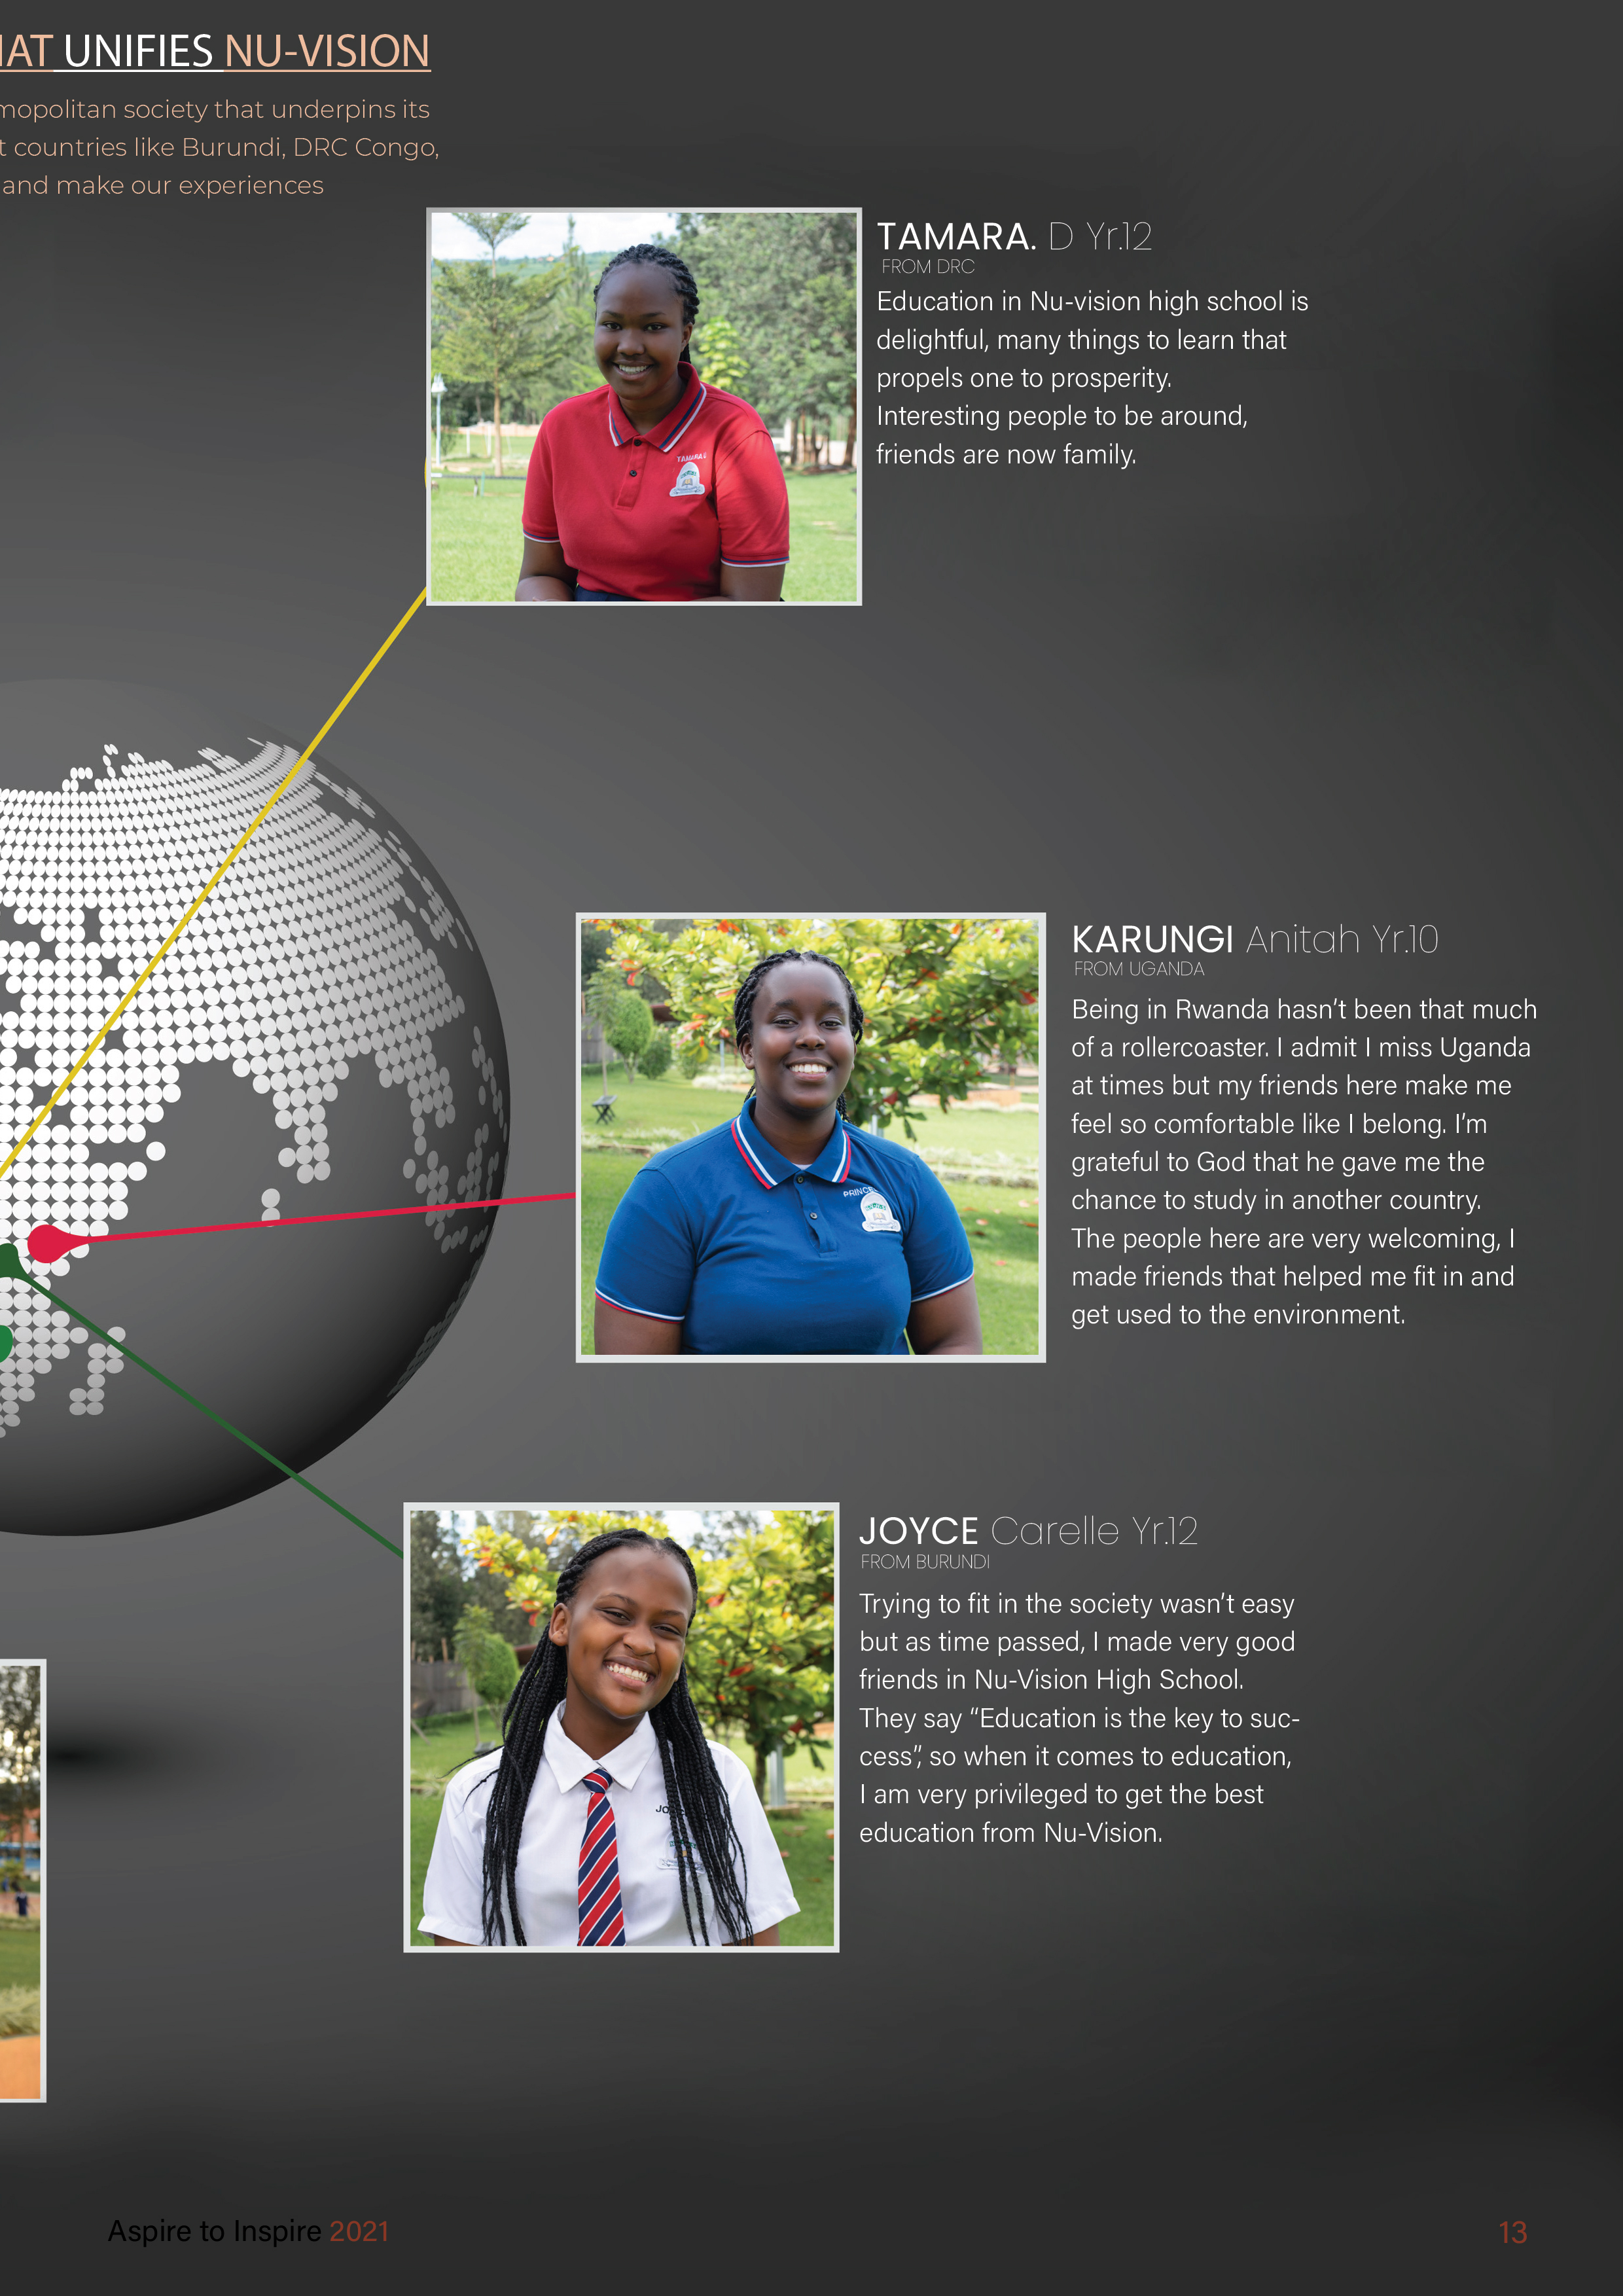 HAT UNIFIES NU-VISION
mopolitan society that underpins its
t countries like Burundi, DRC Congo,
and make our experiences
TAMARA. D Yr.12
FROM DRC
Education in Nu-vision high school is
delightful, many things to learn that
propels one to prosperity.
Interesting people to be around,
friends are now family.
KARUNGI Anitah Yr.10
FROM UGANDA
Being in Rwanda hasn’t been that much
of a rollercoaster. I admit I miss Uganda
at times but my friends here make me
feel so comfortable like I belong. I’m
grateful to God that he gave me the
chance to study in another country.
The people here are very welcoming, I
made friends that helped me fit in and
get used to the environment.
PRINCE
JOYCE Carelle Yr.12
FROM BURUNDI
Trying to fit in the society wasn’t easy
but as time passed, I made very good
friends in Nu-Vision High School.
They say “Education is the key to suc-
cess”, so when it comes to education,
I am very privileged to get the best
education from Nu-Vision.
Aspire to Inspire 2021
13